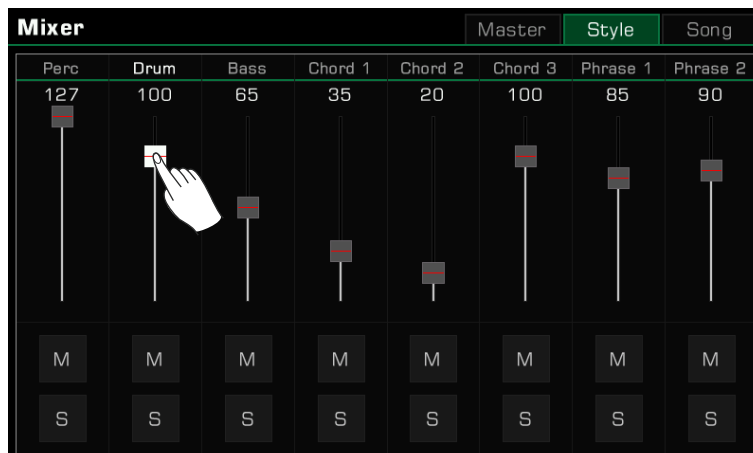 Mixer Master Style Song
Perc Drum Bass Chord 1 Chord 2 Chord 3 Phrase 1 Phrase 2
127 100 65 35 20 100 85 90
M M M M M M M M
S S S S S S S S